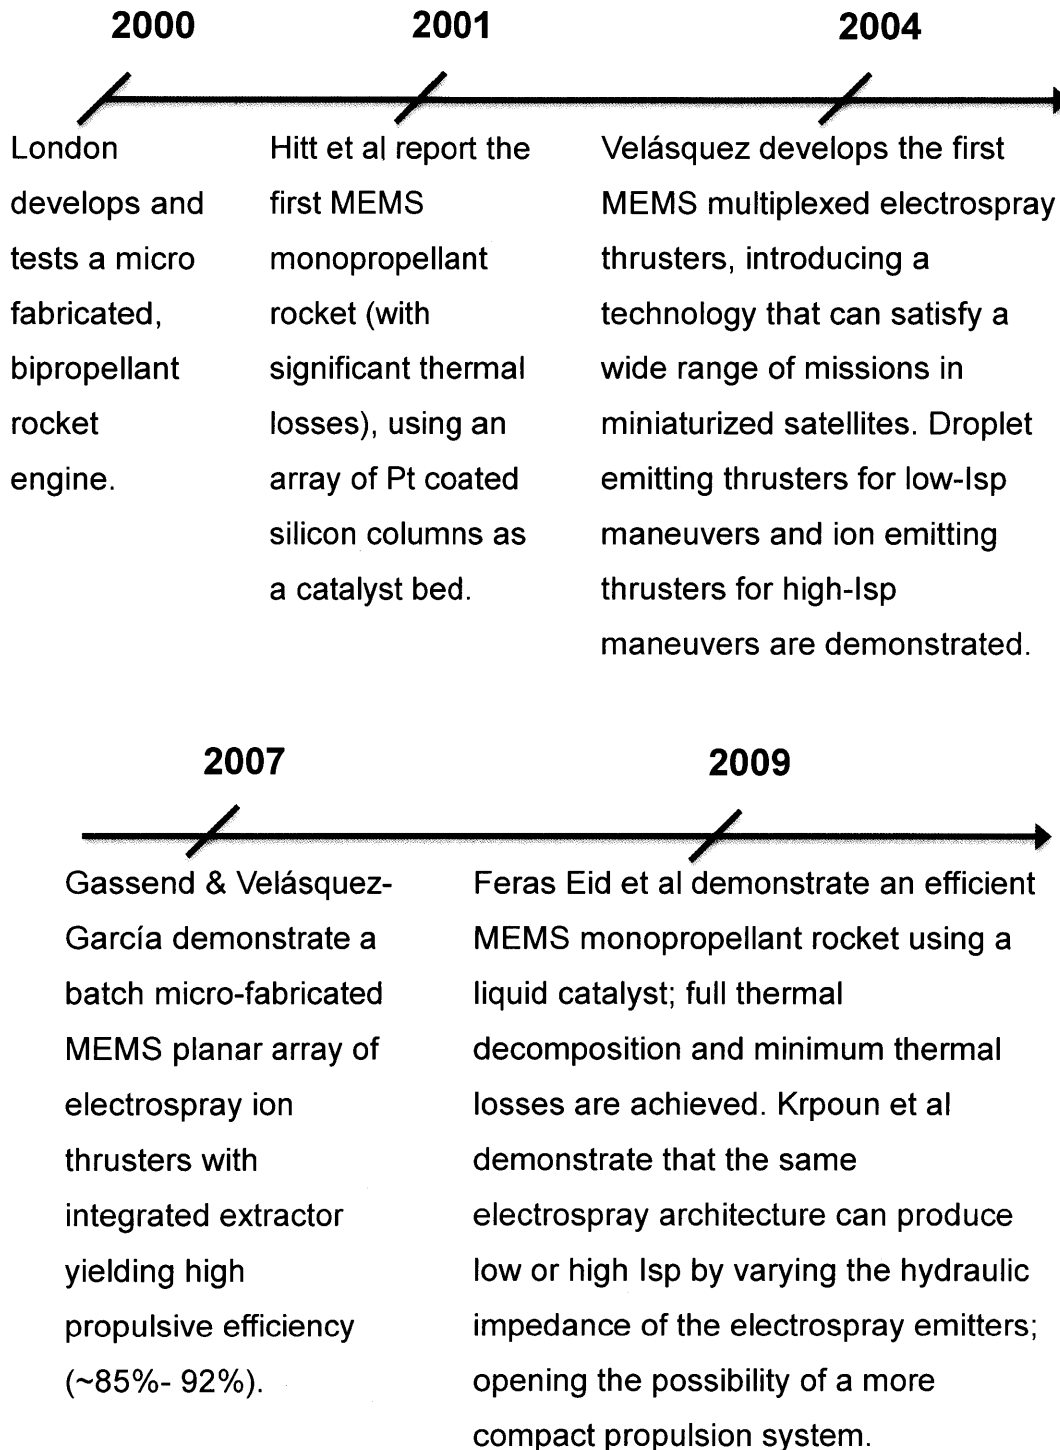 2000 2001 2004
London
develops and
tests a micro
fabricated,
bipropellant
rocket
engine.
Hitt et al report the
first MEMS
monopropellant
rocket (with
significant thermal
losses), using an
array of Pt coated
silicon columns as
a catalyst bed.
Velásquez develops the first
MEMS multiplexed electrospray
thrusters, introducing a
technology that can satisfy a
wide range of missions in
miniaturized satellites. Droplet
emitting thrusters for low-Isp
maneuvers and ion emitting
thrusters for high-Isp
maneuvers are demonstrated.
2007 2009
Gassend & Velásquez-
García demonstrate a
batch micro-fabricated
MEMS planar array of
electrospray ion
thrusters with
integrated extractor
yielding high
propulsive efficiency
(~85%- 92%).
Feras Eid et al demonstrate an efficient
MEMS monopropellant rocket using a
liquid catalyst; full thermal
decomposition and minimum thermal
losses are achieved. Krpoun et al
demonstrate that the same
electrospray architecture can produce
low or high Isp by varying the hydraulic
impedance of the electrospray emitters;
opening the possibility of a more
compact propulsion system.